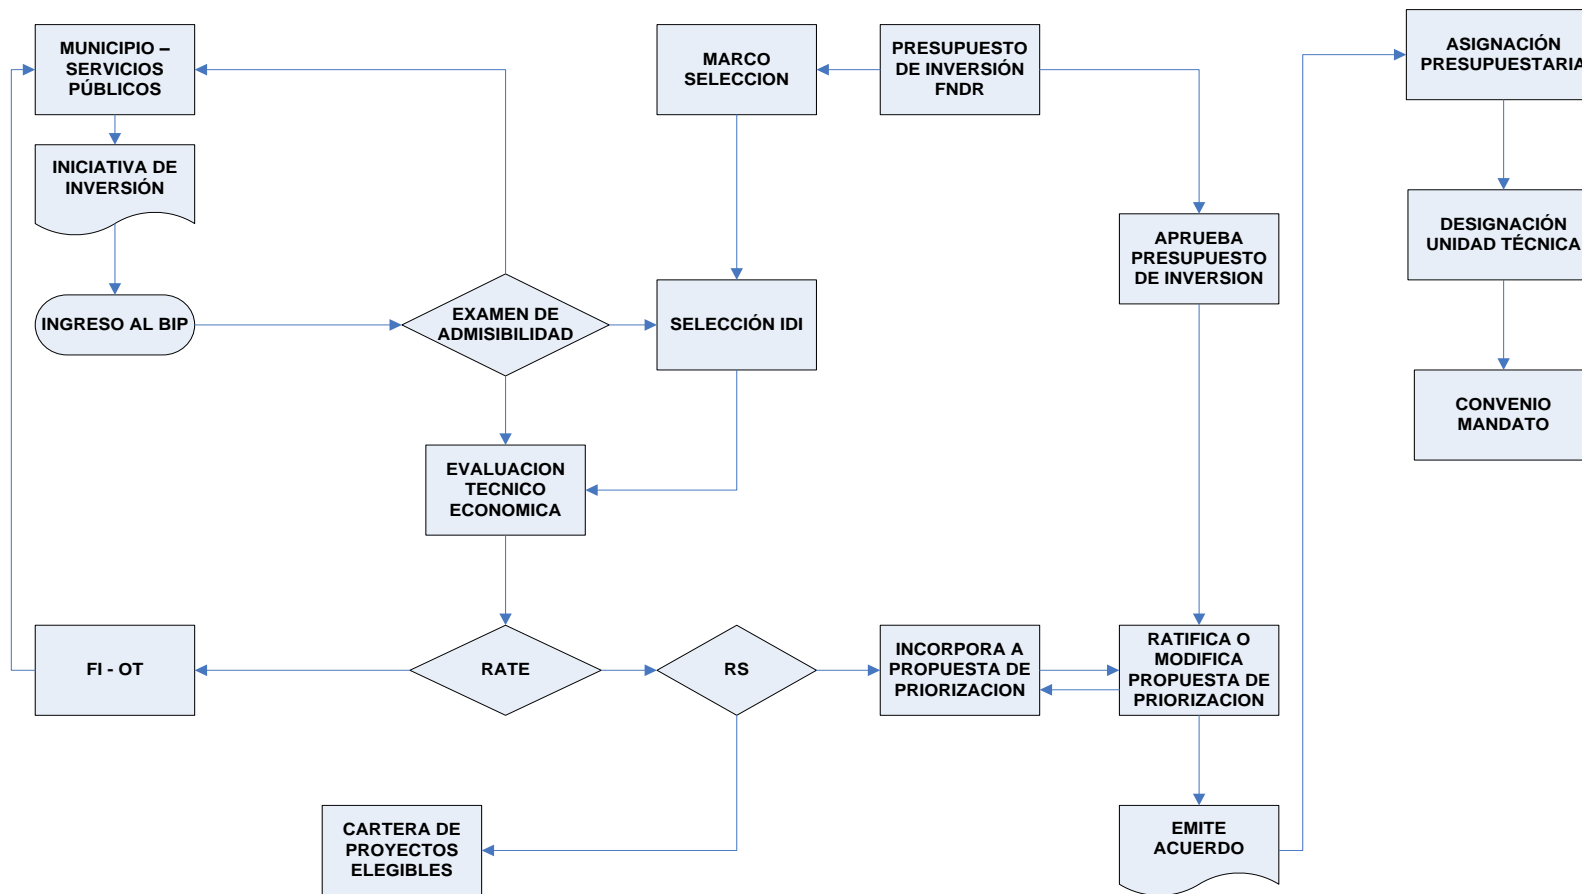 MUNICIPIO –
SERVICIOS
PÚBLICOS
MARCO
SELECCION
PRESUPUESTO
DE INVERSIÓN
FNDR
ASIGNACIÓN
PRESUPUESTARIA
INICIATIVA DE
INVERSIÓN
APRUEBA
PRESUPUESTO
DE INVERSION
DESIGNACIÓN
UNIDAD TÉCNICA
INGRESO AL BIP
EXAMEN DE
ADMISIBILIDAD
SELECCIÓN IDI
CONVENIO
MANDATO
EVALUACION
TECNICO
ECONOMICA
FI - OT
RATE
RS
INCORPORA A
PROPUESTA DE
PRIORIZACION
RATIFICA O
MODIFICA
PROPUESTA DE
PRIORIZACION
CARTERA DE
PROYECTOS
ELEGIBLES
EMITE
ACUERDO